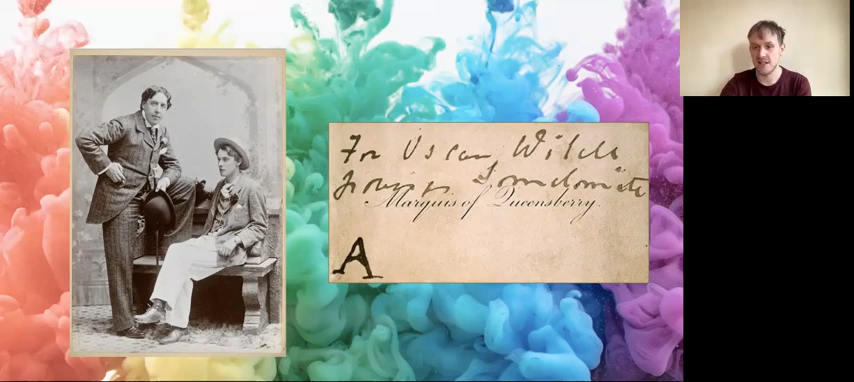 For Oscar Wilde
posing Somdomite
Marquis of Queensberry.
A